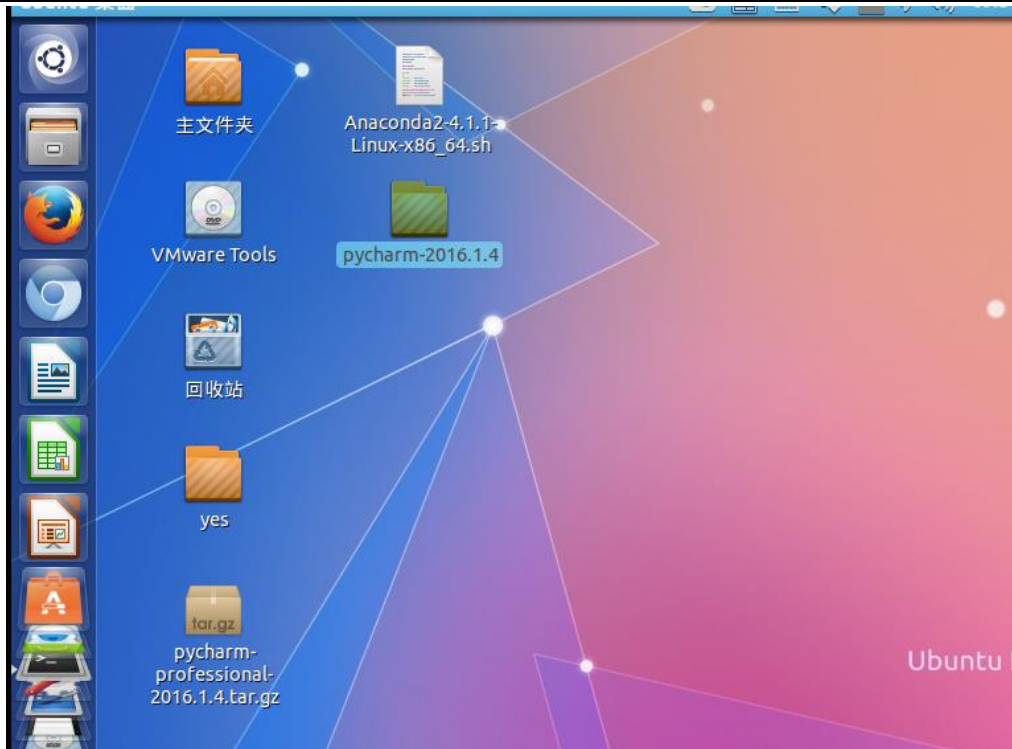 主文件夹
Anaconda2-4.1.1-
Linux-x86_64.sh
VMware Tools
pycharm-2016.1.4
回收站
yes
tar.gz
pycharm-
professional-
2016.1.4.tar.gz
Ubuntu